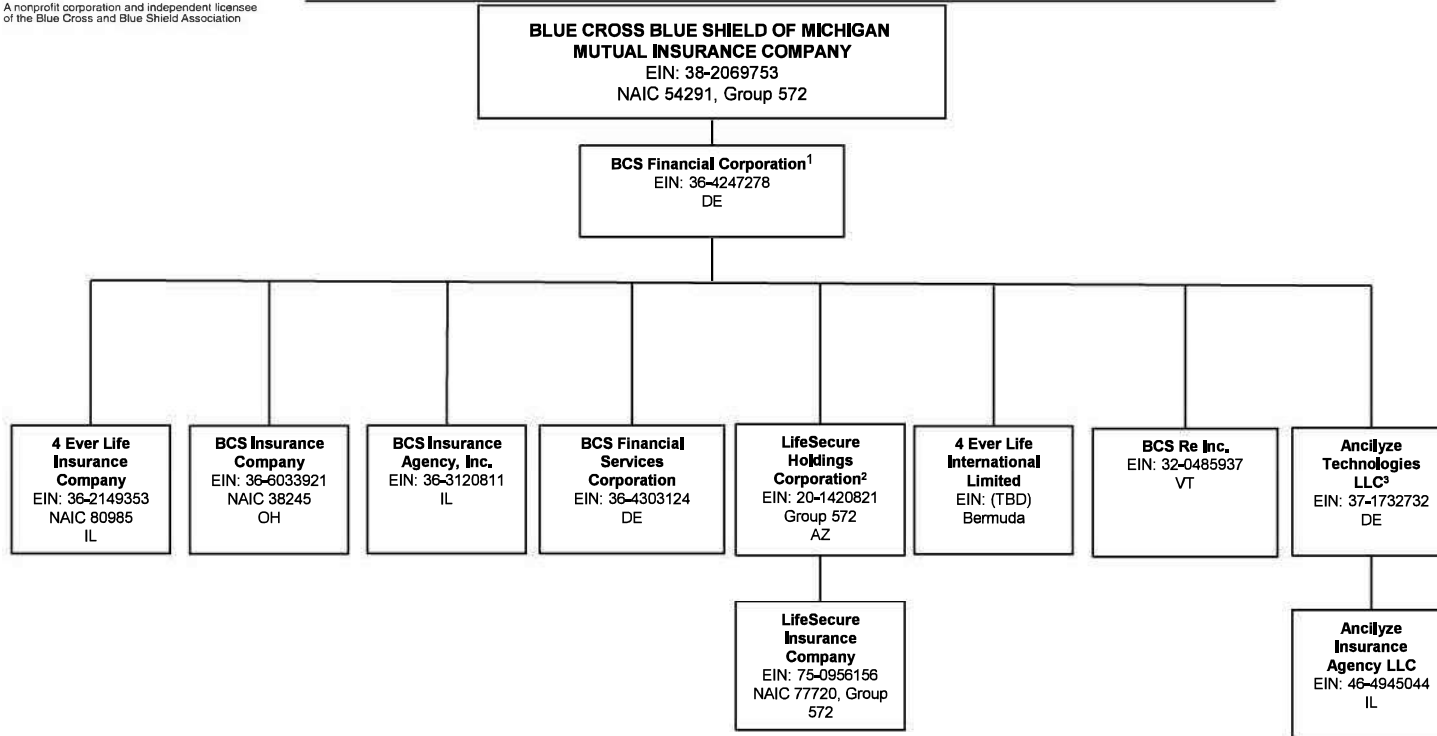 A nonprofit corporation and independent licensee
of the Blue Cross and Blue Shield Association
BLUE CROSS BLUE SHIELD OF MICHIGAN
MUTUAL INSURANCE COMPANY
EIN: 38-2069753
NAIC 54291, Group 572
BCS Financial Corporation¹
EIN: 36-4247278
DE
4 Ever Life
Insurance
Company
EIN: 36-2149353
NAIC 80985
IL
BCS Insurance
Company
EIN: 36-6033921
NAIC 38245
OH
BCS Insurance
Agency, Inc.
EIN: 36-3120811
IL
BCS Financial
Services
Corporation
EIN: 36-4303124
DE
LifeSecure
Holdings
Corporation²
EIN: 20-1420821
Group 572
AZ
4 Ever Life
International
Limited
EIN: (TBD)
Bermuda
BCS Re Inc.
EIN: 32-0485937
VT
Ancilyze
Technologies
LLC³
EIN: 37-1732732
DE
LifeSecure
Insurance
Company
EIN: 75-0956156
NAIC 77720, Group
572
Ancilyze
Insurance
Agency LLC
EIN: 46-4945044
IL